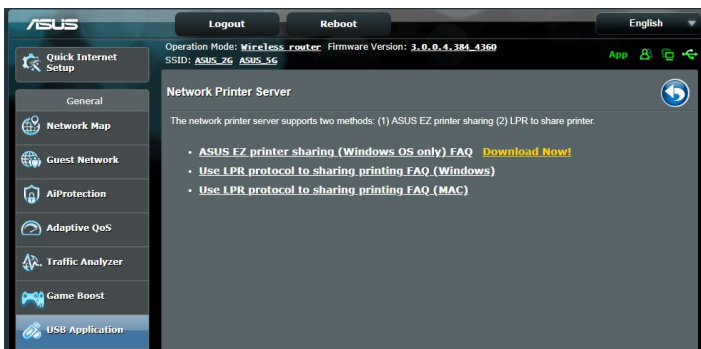 ASUS
Logout
Reboot
English
Quick Internet
Setup
Operation Mode: Wireless router Firmware Version: 3.0.0.4.384_4360
SSID: ASUS_2G ASUS_5G
App
General
Network Map
Guest Network
AiProtection
Adaptive QoS
Traffic Analyzer
Game Boost
USB Application
Network Printer Server
The network printer server supports two methods: (1) ASUS EZ printer sharing (2) LPR to share printer.
• ASUS EZ printer sharing (Windows OS only) FAQ Download Now!
• Use LPR protocol to sharing printing FAQ (Windows)
• Use LPR protocol to sharing printing FAQ (MAC)